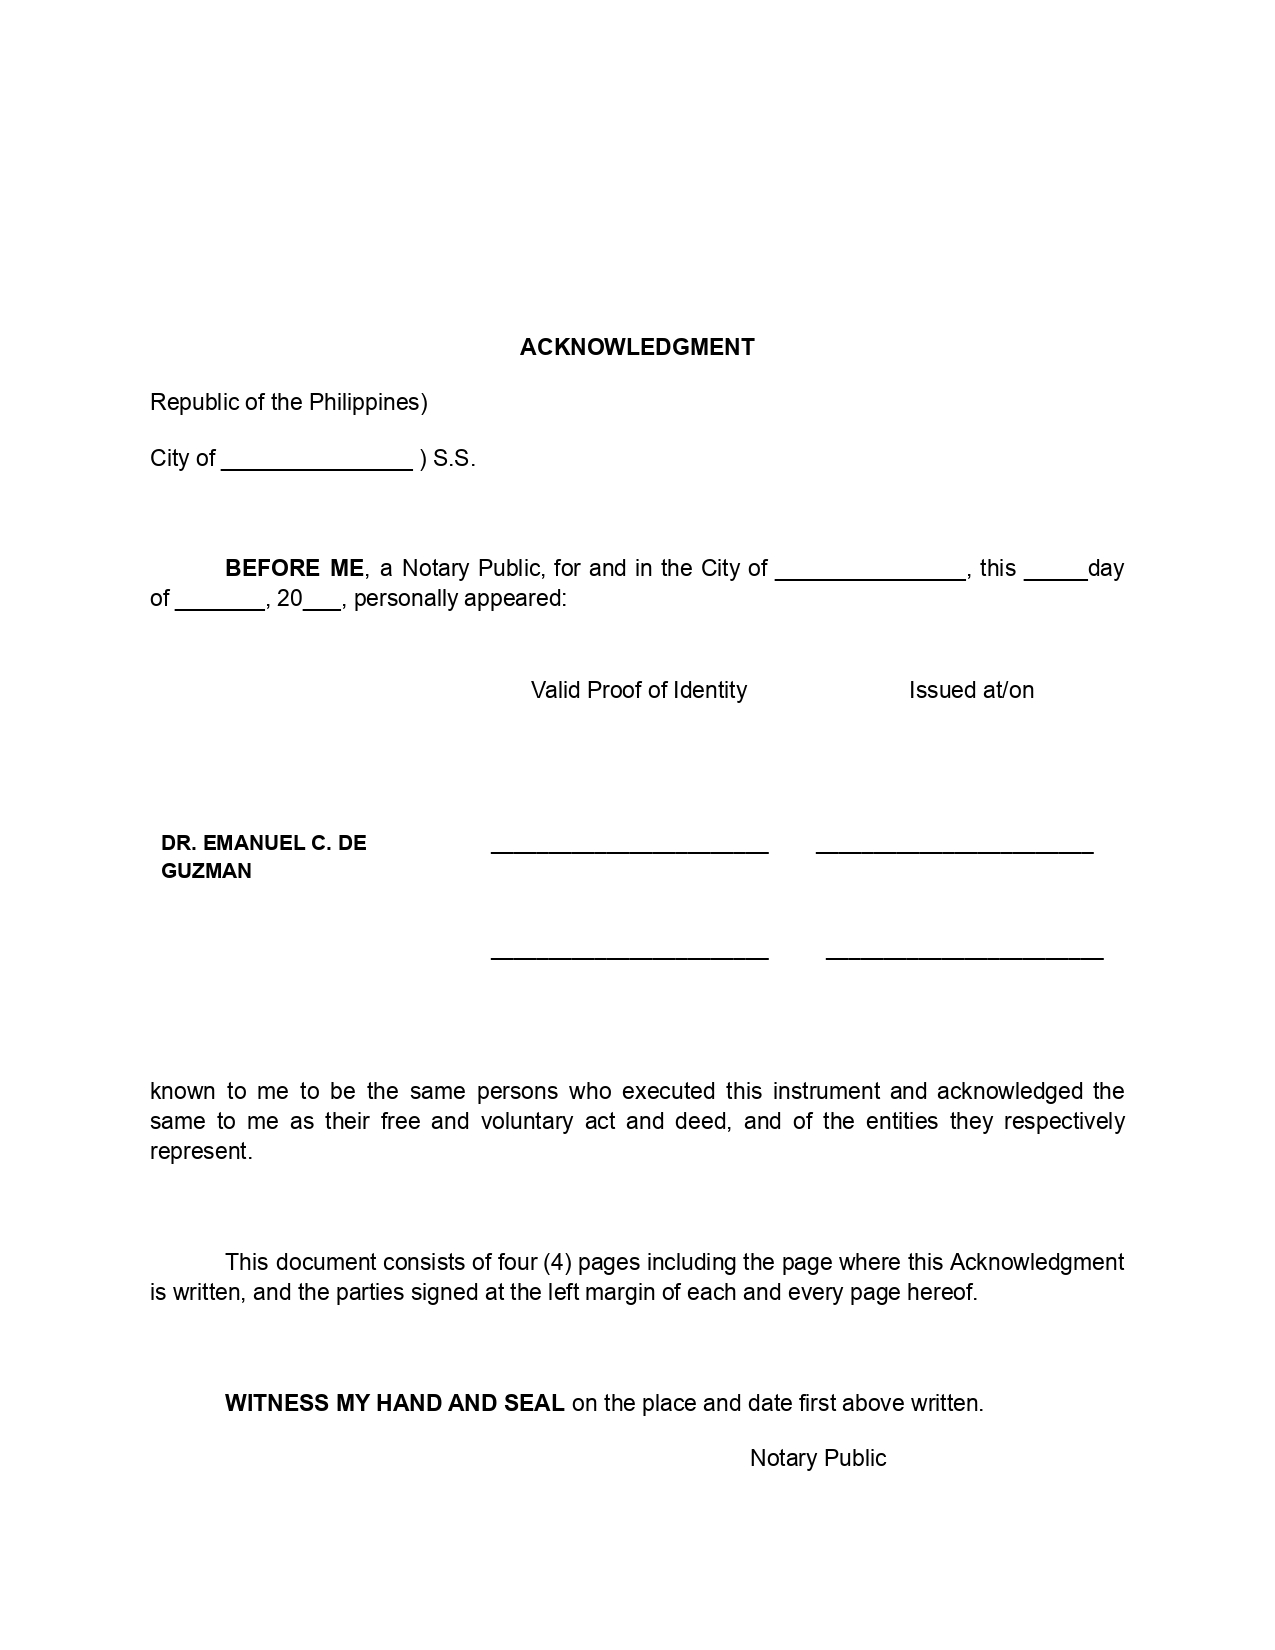 ACKNOWLEDGMENT
Republic of the Philippines)
City of _______________ ) S.S.
BEFORE ME, a Notary Public, for and in the City of _______________, this _____day
of _______, 20___, personally appeared:
Valid Proof of Identity Issued at/on
DR. EMANUEL C. DE ________________________ ________________________
GUZMAN
________________________ ________________________
known to me to be the same persons who executed this instrument and acknowledged the
same to me as their free and voluntary act and deed, and of the entities they respectively
represent.
This document consists of four (4) pages including the page where this Acknowledgment
is written, and the parties signed at the left margin of each and every page hereof.
WITNESS MY HAND AND SEAL on the place and date first above written.
Notary Public